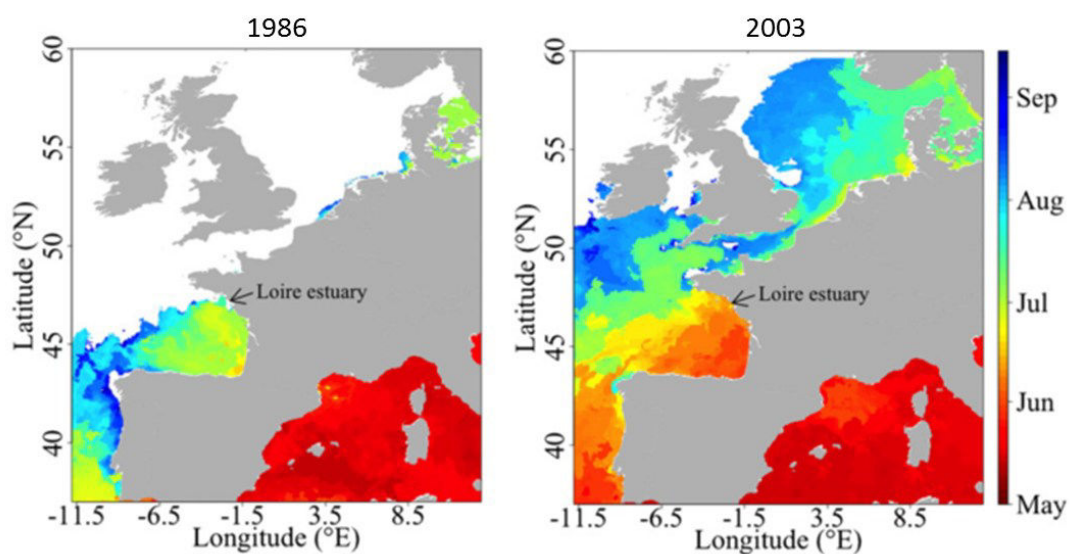 1986
2003
60
55
50
45
40
Latitude (°N)
Loire estuary
-11.5 -6.5 -1.5 3.5 8.5
Longitude (°E)
60
55
50
45
40
Latitude (°N)
Loire estuary
-11.5 -6.5 -1.5 3.5 8.5
Longitude (°E)
Sep
Aug
Jul
Jun
May